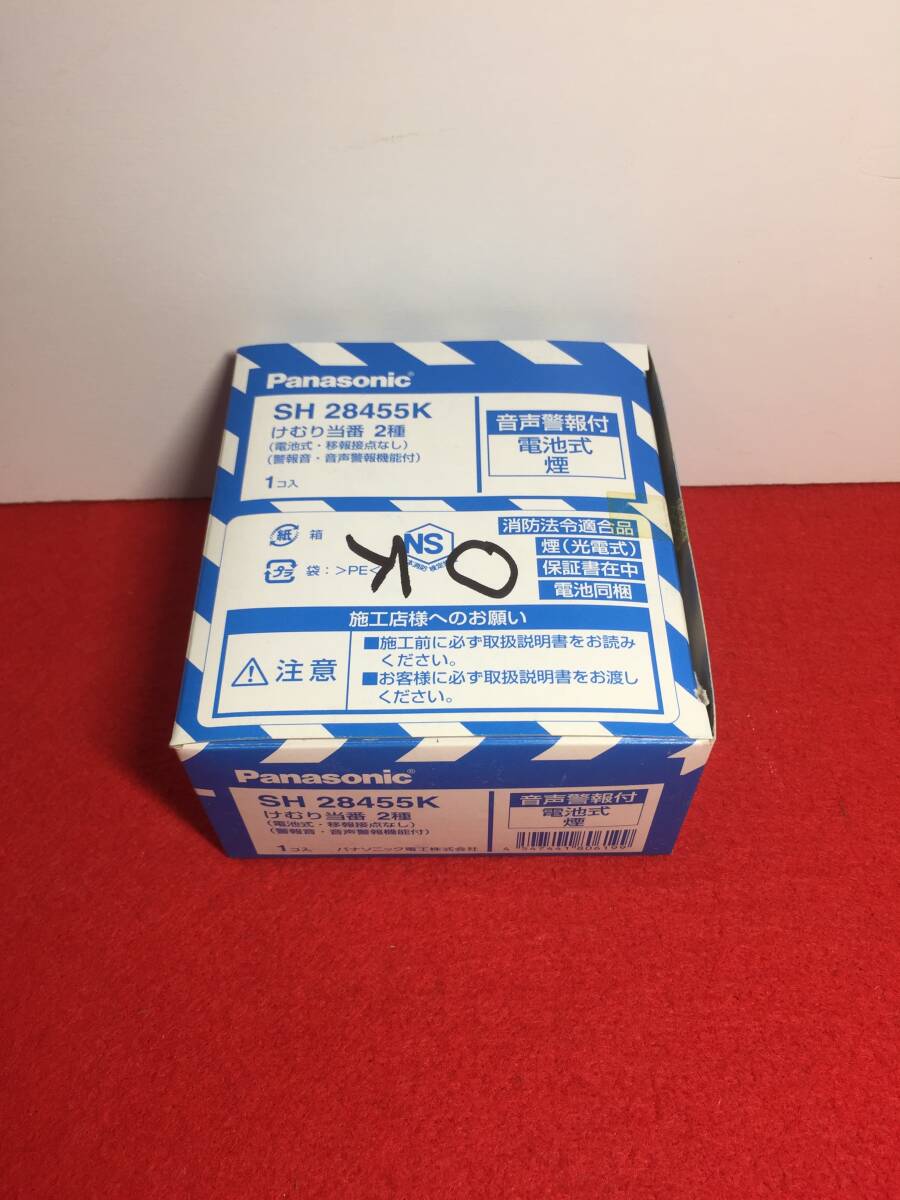 Panasonic®
SH 28455K
けむり当番 2種
(電池式・移報接点なし)
(警報音・音声警報機能付)
1コ入
音声警報付
電池式
煙
紙 箱
プラ 袋:>PE<
NS
OK
消防法令適合品
煙(光電式)
保証書在中
電池同梱
施工店様へのお願い
注意
■施工前に必ず取扱説明書をお読み
ください。
■お客様に必ず取扱説明書をお渡し
ください。
Panasonic®
SH 28455K
けむり当番 2種
(電池式・移報接点なし)
(警報音・音声警報機能付)
1コ入 パナソニック電工株式会社
音声警報付
電池式
煙